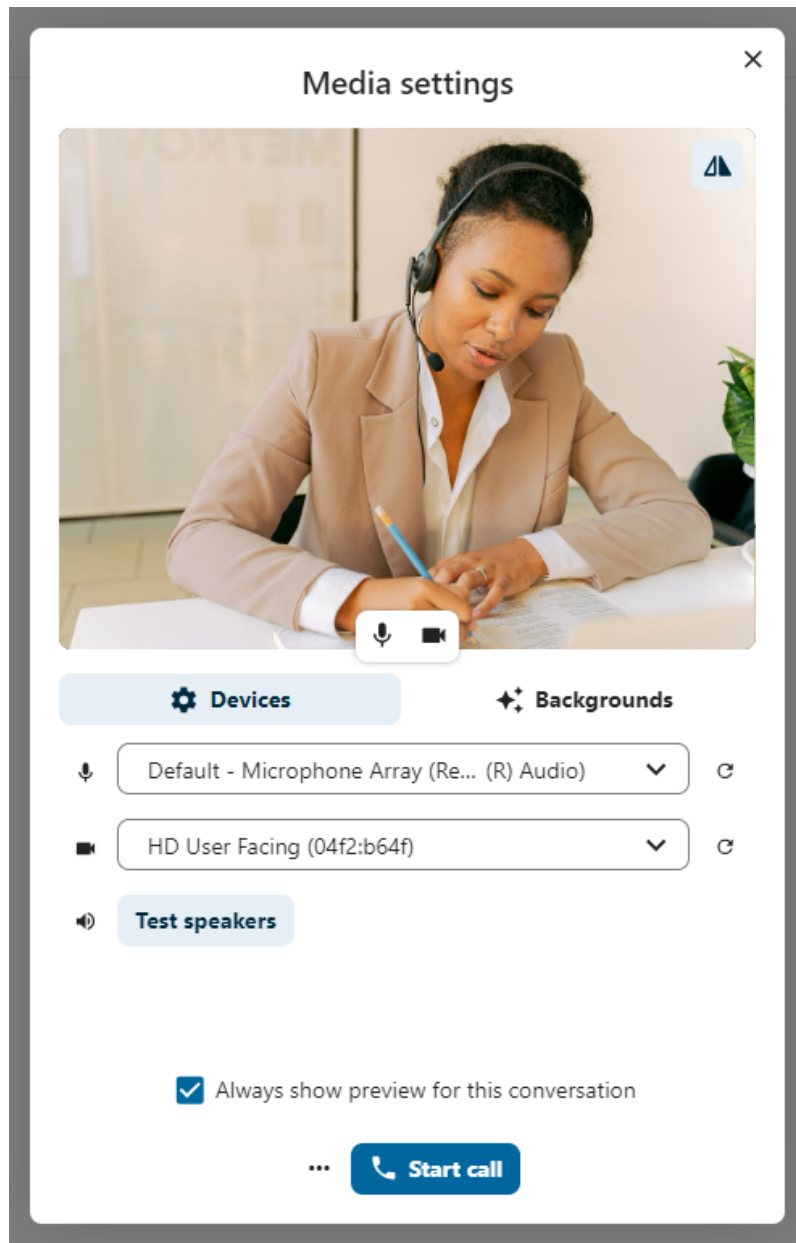 Media settings
Devices
Backgrounds
Default - Microphone Array (Re... (R) Audio)
HD User Facing (04f2:b64f)
Test speakers
Always show preview for this conversation
... Start call